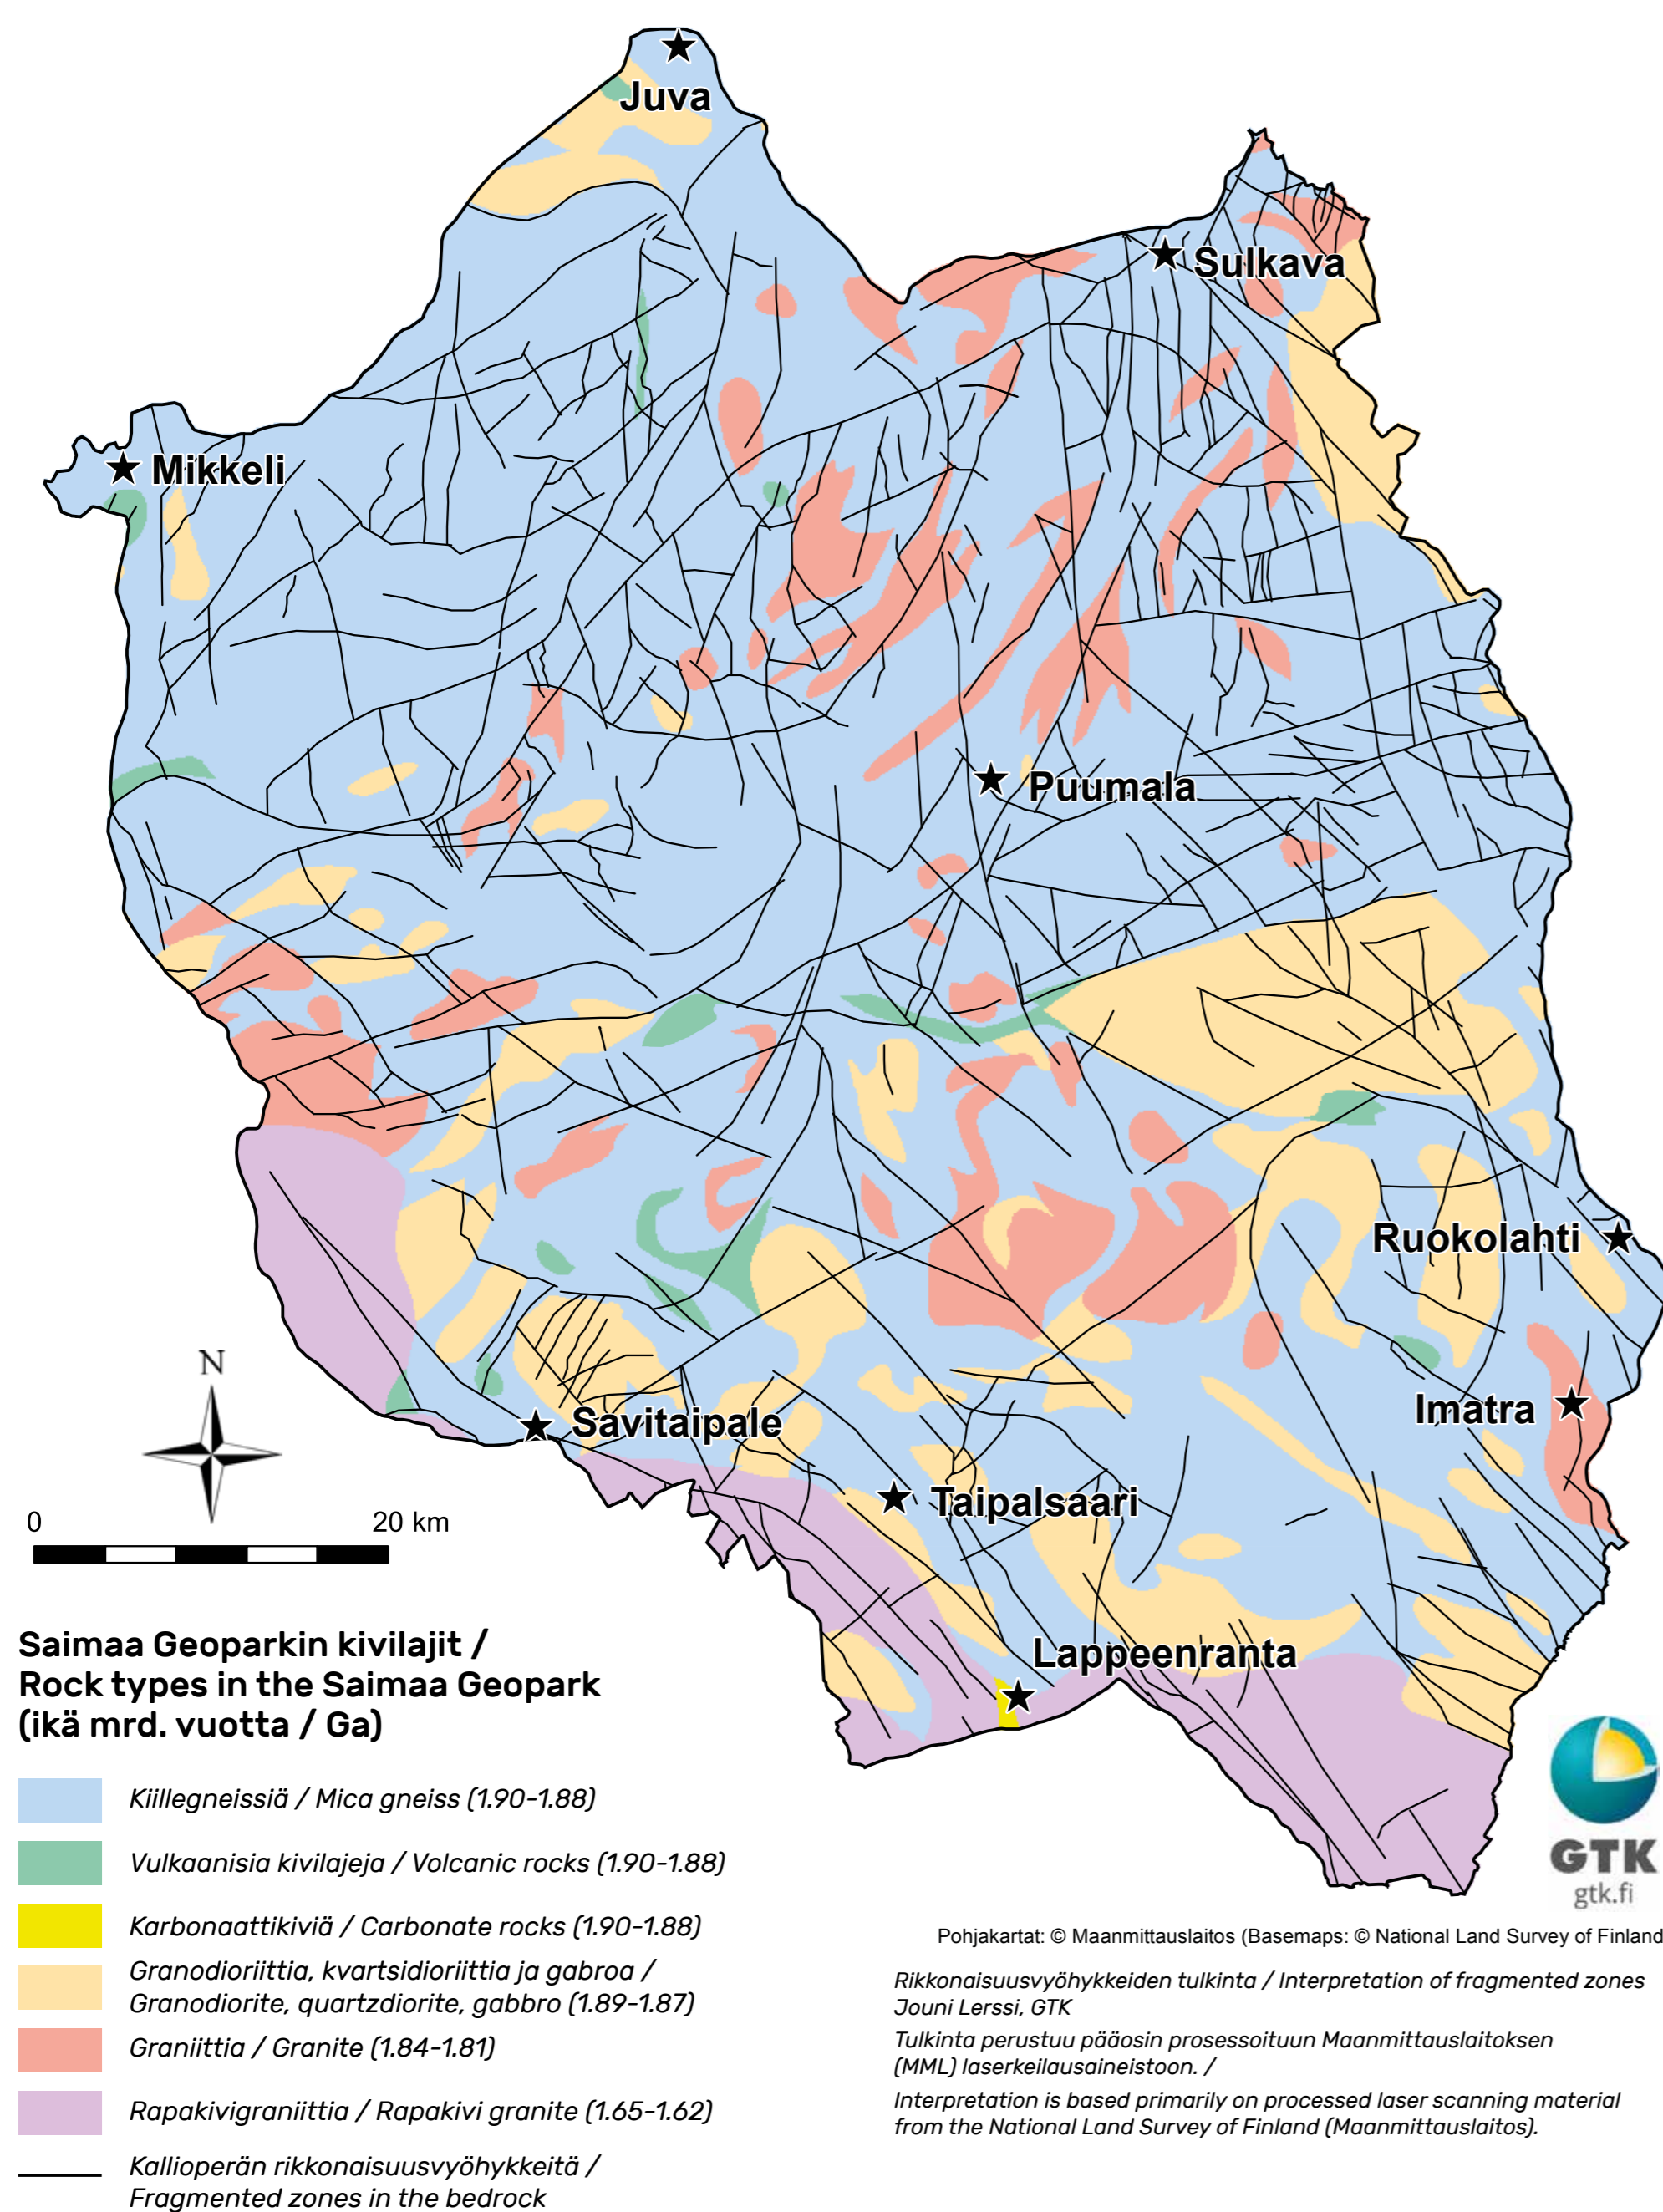 Juva
Sulkava
Mikkeli
Puumala
Ruokolahti
Imatra
Savitaipale
Taipalsaari
Lappeenranta
N
0 20 km
Saimaa Geoparkin kivilajit /
Rock types in the Saimaa Geopark
(ikä mrd. vuotta / Ga)
Kiillegneissiä / Mica gneiss (1.90-1.88)
Vulkaanisia kivilajeja / Volcanic rocks (1.90-1.88)
Karbonaattikiviä / Carbonate rocks (1.90-1.88)
Granodioriittia, kvartsidioriittia ja gabroa /
Granodiorite, quartzdiorite, gabbro (1.89-1.87)
Graniittia / Granite (1.84-1.81)
Rapakivigraniittia / Rapakivi granite (1.65-1.62)
Kallioperän rikkonaisuusvyöhykkeitä /
Fragmented zones in the bedrock
GTK
gtk.fi
Pohjakartat: © Maanmittauslaitos (Basemaps: © National Land Survey of Finland
Rikkonaisuusvyöhykkeiden tulkinta / Interpretation of fragmented zones
Jouni Lerssi, GTK
Tulkinta perustuu pääosin prosessoituun Maanmittauslaitoksen
(MML) laserkeilausaineistoon. /
Interpretation is based primarily on processed laser scanning material
from the National Land Survey of Finland (Maanmittauslaitos).